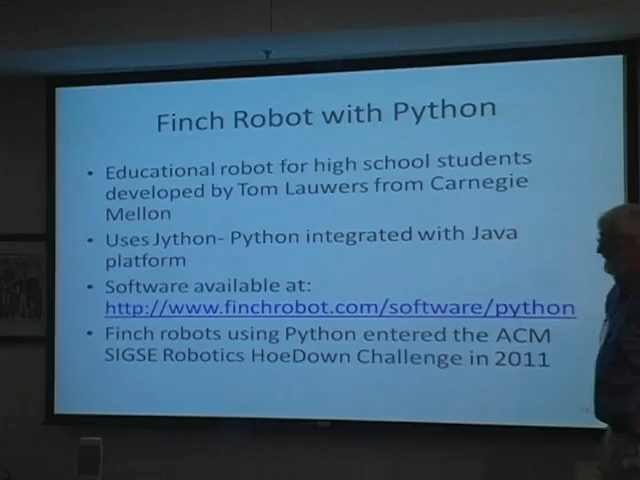 Finch Robot with Python
• Educational robot for high school students
developed by Tom Lauwers from Carnegie
Mellon
• Uses Jython- Python integrated with Java
platform
• Software available at:
http://www.finchrobot.com/software/python
• Finch robots using Python entered the ACM
SIGSE Robotics HoeDown Challenge in 2011